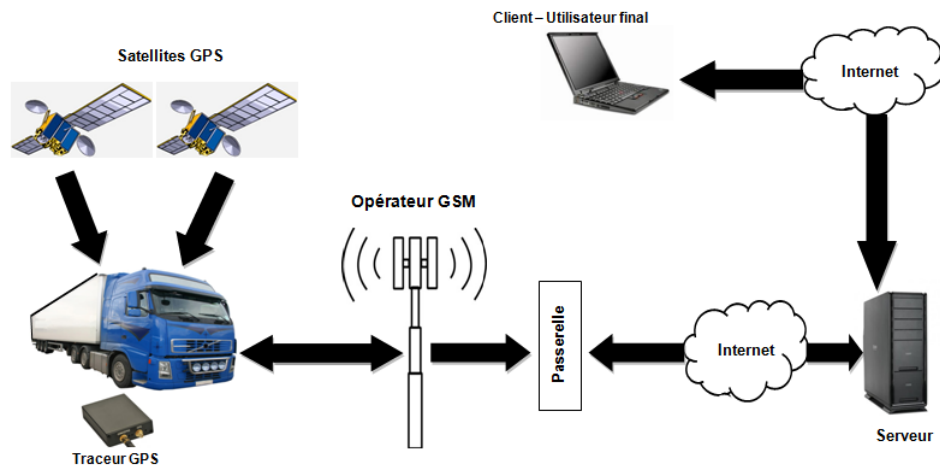 Client – Utilisateur final
Satellites GPS
Internet
Opérateur GSM
Passerelle
Internet
Serveur
Traceur GPS